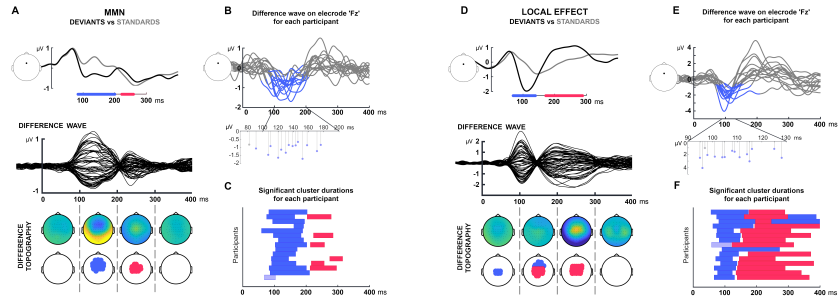 A
MMN
DEVIANTS vs STANDARDS
µV
1
1
100 200 300 ms
DIFFERENCE WAVE
µV
1
-1
0 100 200 300 400 ms
DIFFERENCE
TOPOGRAPHY
B
Difference wave on elecrode 'Fz'
for each participant
µV
2
1
0
-1
-2
0 100 200 300 400 ms
80 100 120 140 160 180 200 ms
µV
0
-0.5
-1.0
-1.5
-2
C
Significant cluster durations
for each participant
Participants
0 100 200 300 400 ms
D
LOCAL EFFECT
DEVIANTS vs STANDARDS
µV
1
0
-1
-2
100 200 300 ms
DIFFERENCE WAVE
µV
3
2
1
0
-1
-2
0 100 200 300 400 ms
DIFFERENCE
TOPOGRAPHY
E
Difference wave on elecrode 'Fz'
for each participant
µV
4
2
0
-2
-4
0 100 200 300 400 ms
90 100 110 120 130 ms
µV
0
2
4
F
Significant cluster durations
for each participant
Participants
0 100 200 300 400 ms